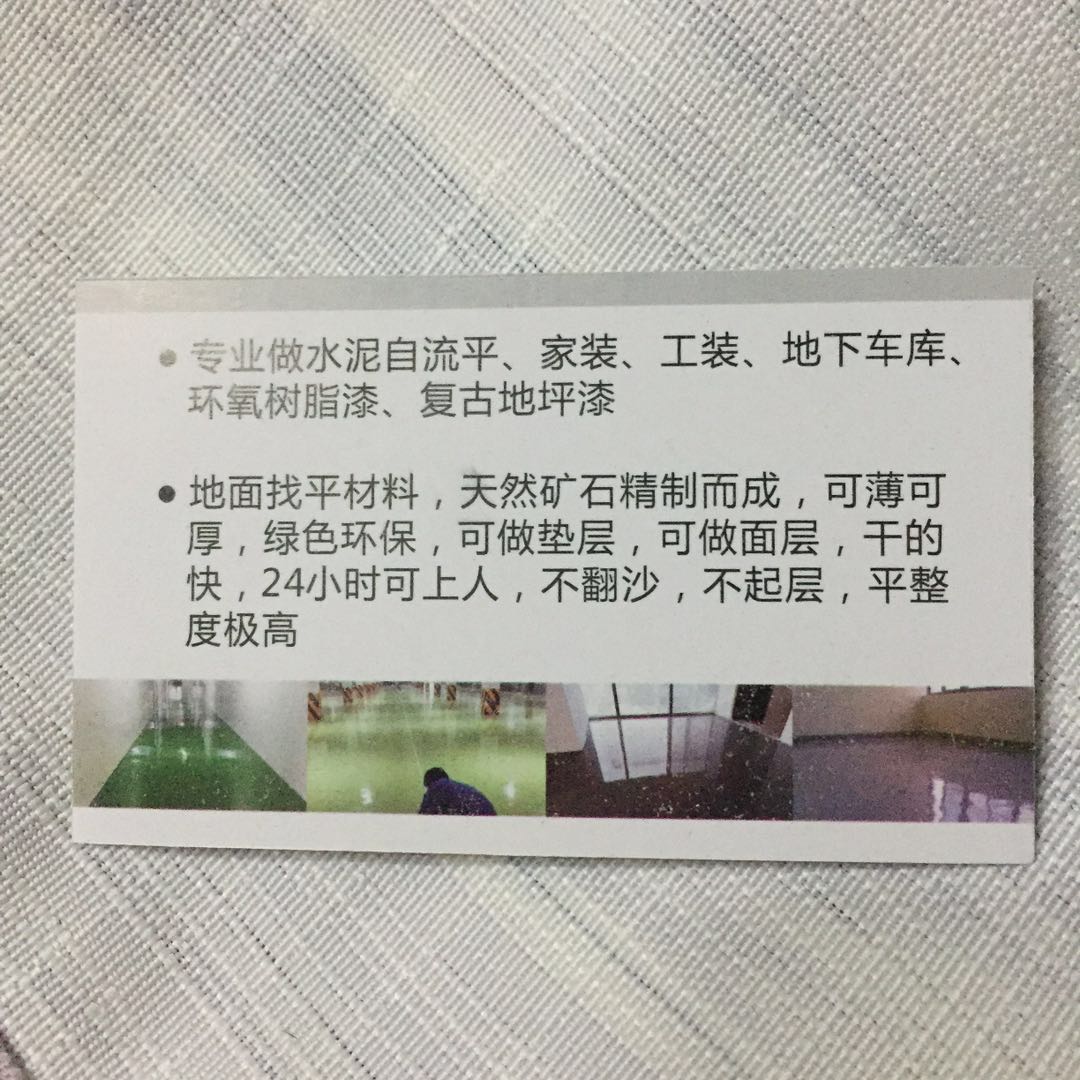 • 专业做水泥自流平、家装、工装、地下车库、
环氧树脂漆、复古地坪漆
• 地面找平材料，天然矿石精制而成，可薄可
厚，绿色环保，可做垫层，可做面层，干的
快，24小时可上人，不翻沙，不起层，平整
度极高